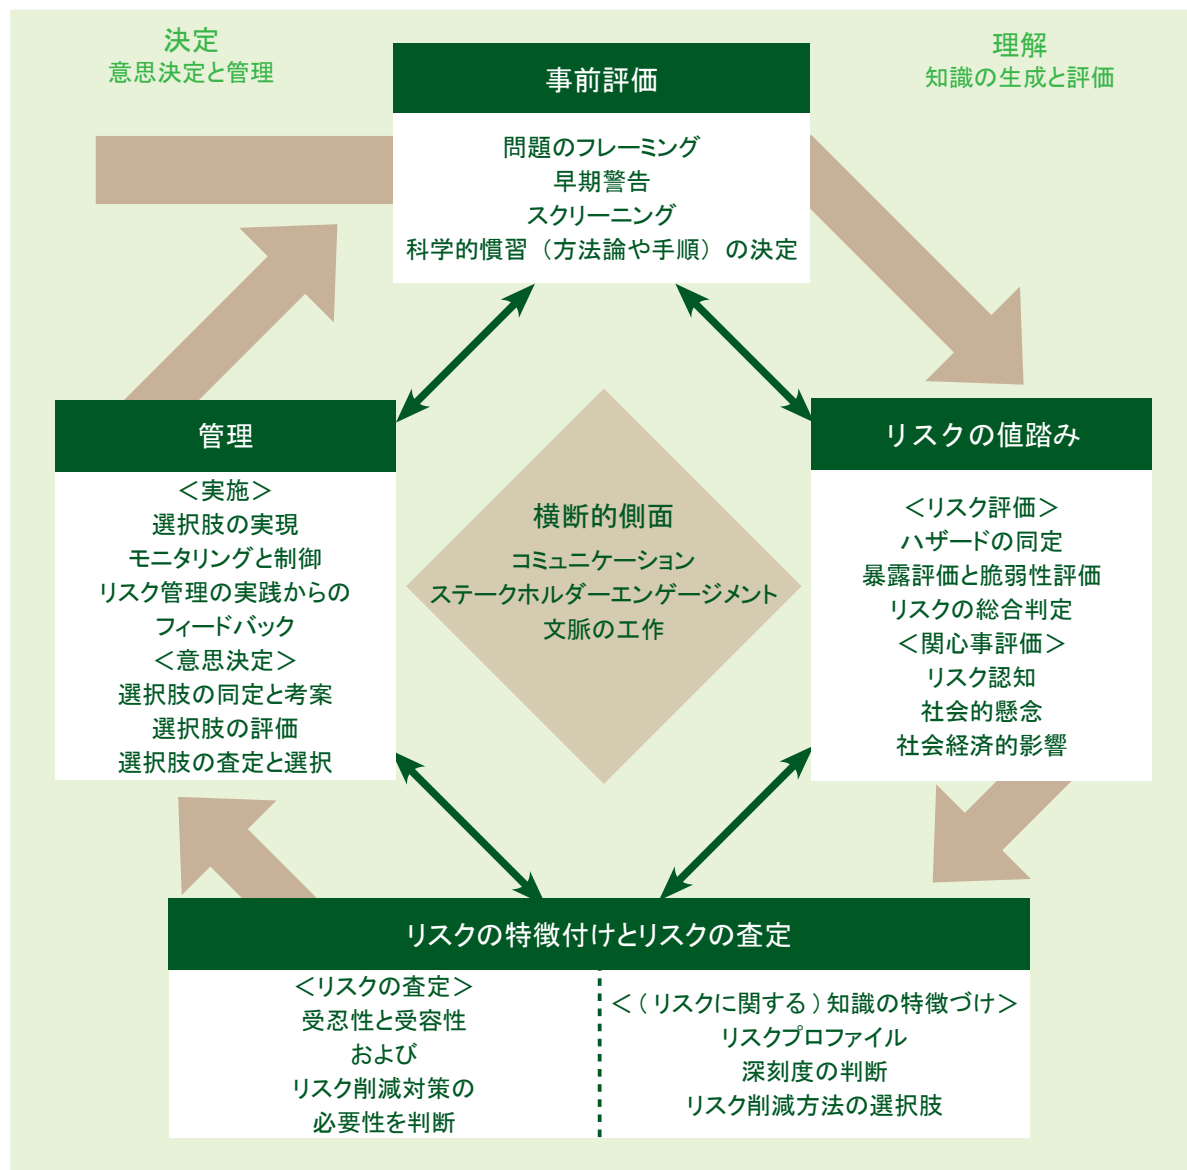 決定
意思決定と管理
理解
知識の生成と評価
事前評価
問題のフレーミング
早期警告
スクリーニング
科学的慣習（方法論や手順）の決定
管理
＜実施＞
選択肢の実現
モニタリングと制御
リスク管理の実践からの
フィードバック
＜意思決定＞
選択肢の同定と考案
選択肢の評価
選択肢の査定と選択
横断的側面
コミュニケーション
ステークホルダーエンゲージメント
文脈の工作
リスクの値踏み
＜リスク評価＞
ハザードの同定
暴露評価と脆弱性評価
リスクの総合判定
＜関心事評価＞
リスク認知
社会的懸念
社会経済的影響
リスクの特徴付けとリスクの査定
＜リスクの査定＞
受忍性と受容性
および
リスク削減対策の
必要性を判断
＜（リスクに関する）知識の特徴づけ＞
リスクプロファイル
深刻度の判断
リスク削減方法の選択肢